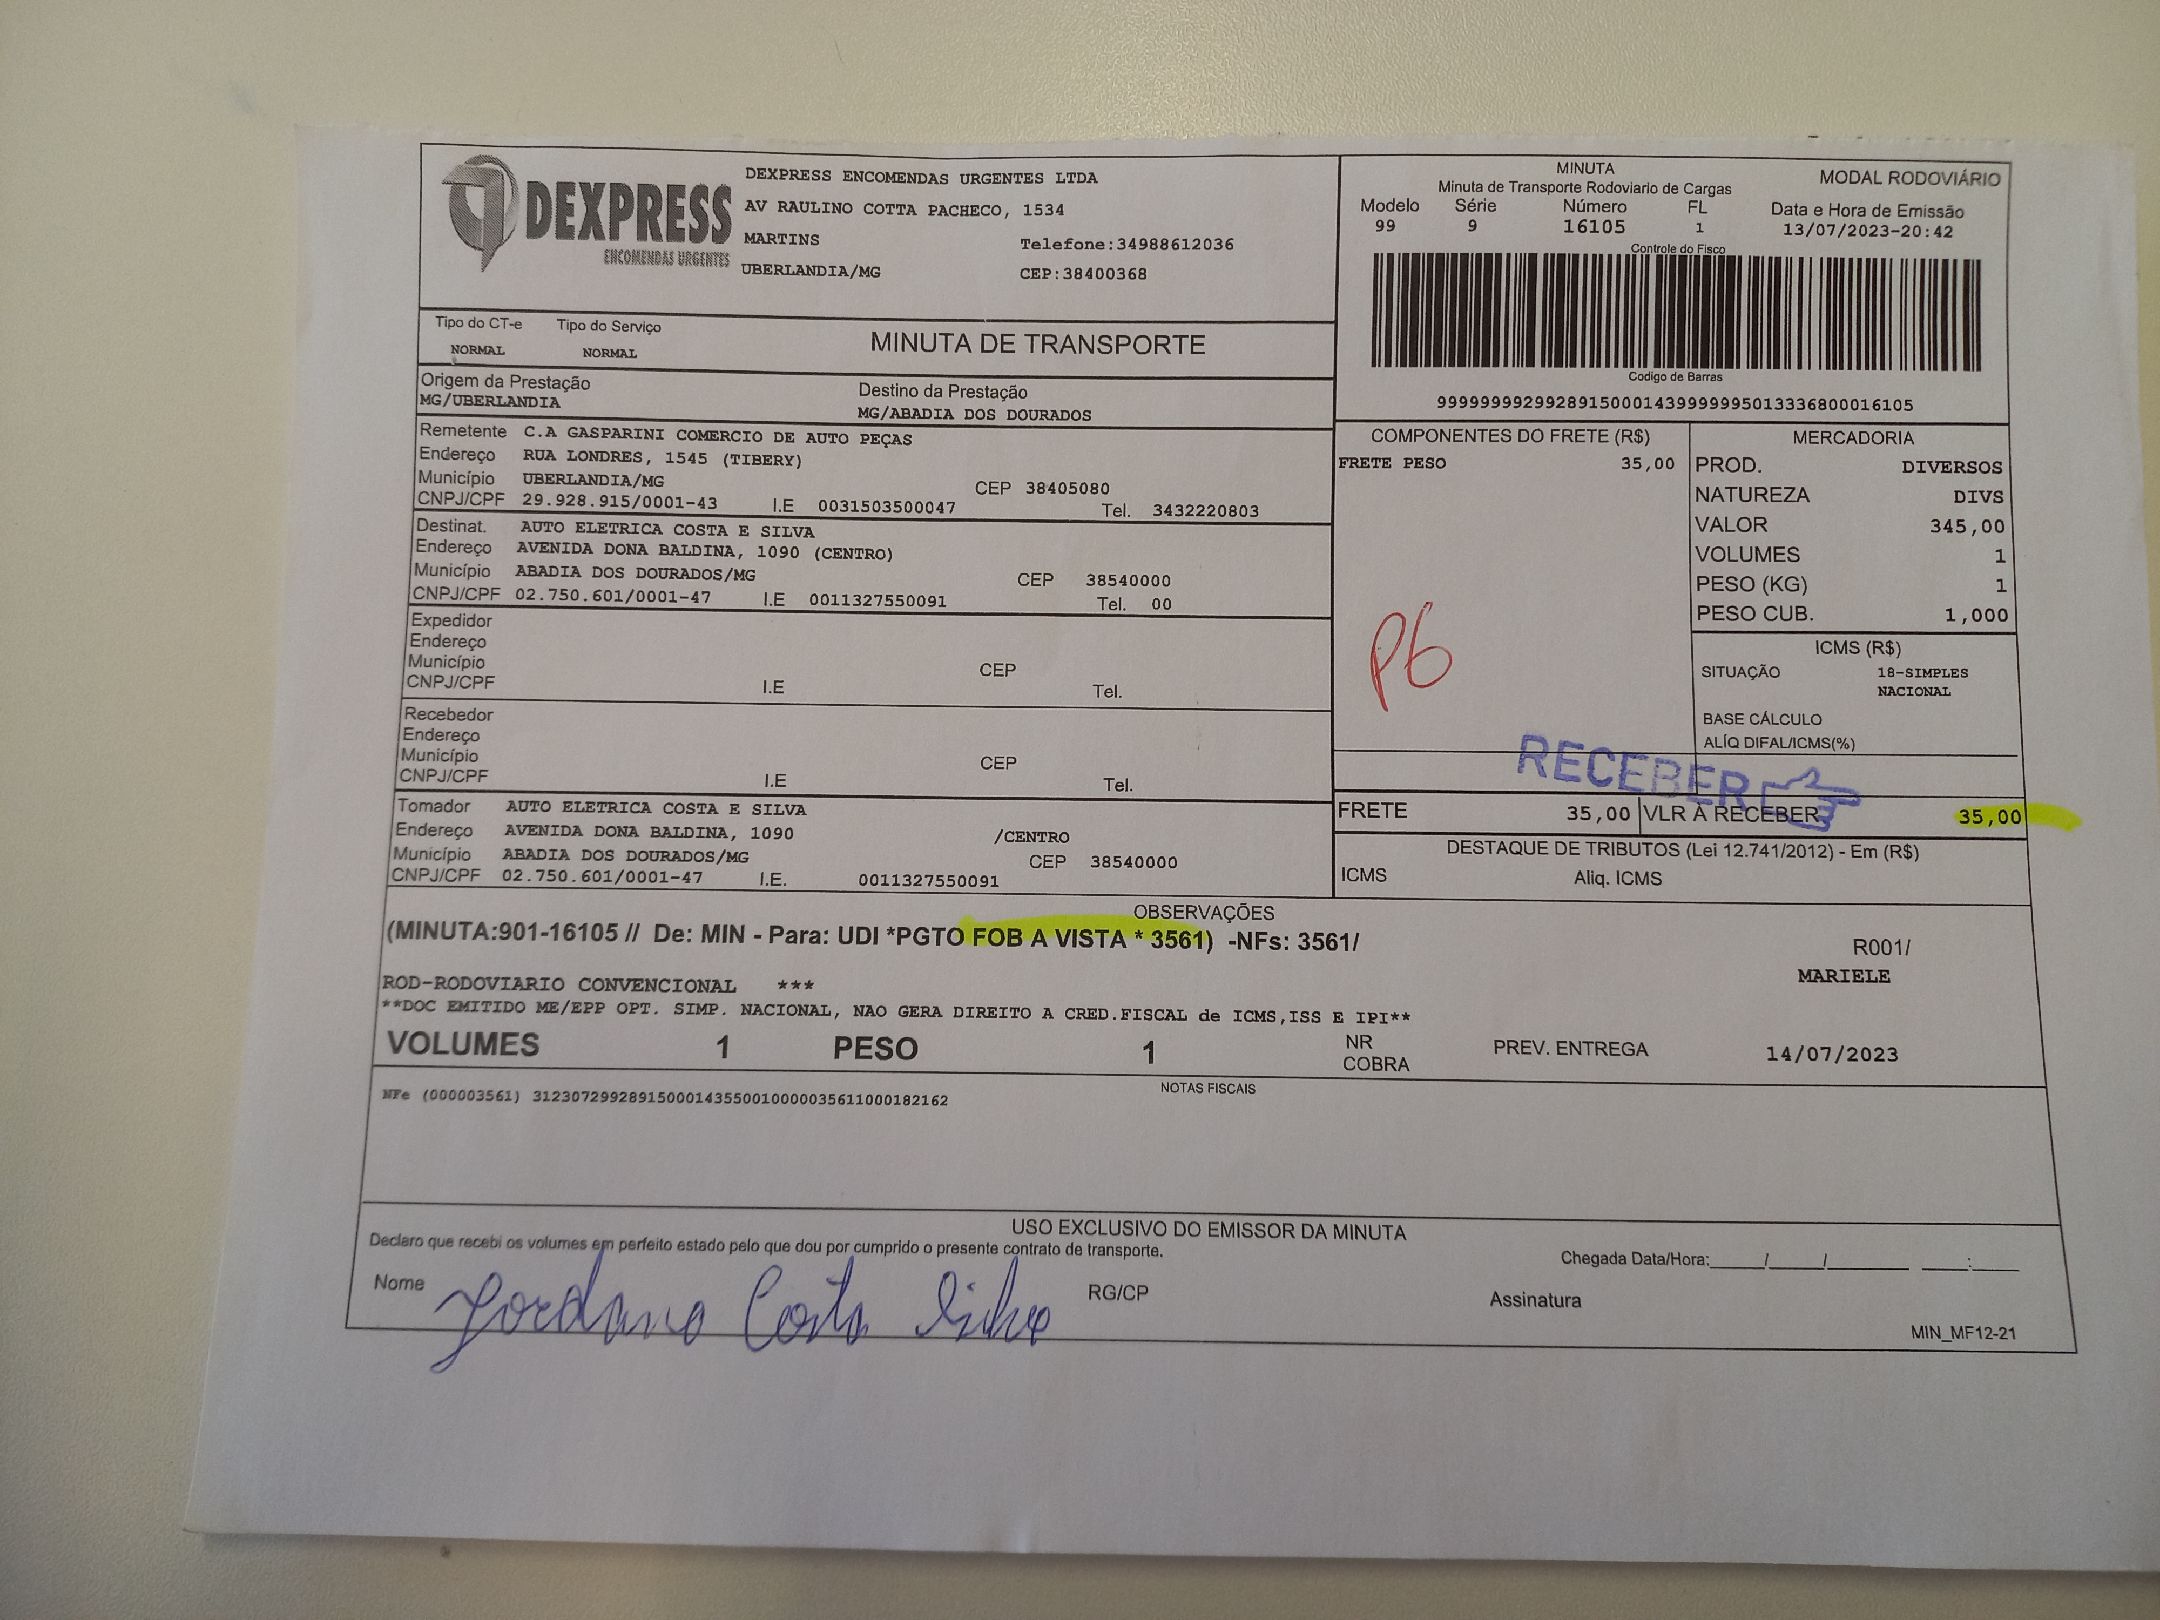 DEXPRESS
ENCOMENDAS URGENTES
DEXPRESS ENCOMENDAS URGENTES LTDA
AV RAULINO COTTA PACHECO, 1534
MARTINS Telefone:34988612036
UBERLANDIA/MG CEP:38400368
MINUTA MODAL RODOVIÁRIO
Minuta de Transporte Rodoviario de Cargas
Modelo Série Número FL Data e Hora de Emissão
99 9 16105 1 13/07/2023-20:42
Controle do Fisco
Codigo de Barras
99999999299289150001439999999501333680001610​5
Tipo do CT-e Tipo do Serviço MINUTA DE TRANSPORTE
NORMAL NORMAL
Origem da Prestação Destino da Prestação
MG/UBERLANDIA MG/ABADIA DOS DOURADOS
Remetente C.A GASPARINI COMERCIO DE AUTO PEÇAS
Endereço RUA LONDRES, 1545 (TIBERY)
Município UBERLANDIA/MG CEP 38405080
CNPJ/CPF 29.928.915/0001-43 I.E 0031503500047 Tel. 3432220803
Destinat. AUTO ELETRICA COSTA E SILVA
Endereço AVENIDA DONA BALDINA, 1090 (CENTRO)
Município ABADIA DOS DOURADOS/MG CEP 38540000
CNPJ/CPF 02.750.601/0001-47 I.E 0011327550091 Tel. 00
Expedidor
Endereço
Município CEP
CNPJ/CPF I.E Tel.
Recebedor
Endereço
Município CEP
CNPJ/CPF I.E Tel.
Tomador AUTO ELETRICA COSTA E SILVA
Endereço AVENIDA DONA BALDINA, 1090 /CENTRO
Município ABADIA DOS DOURADOS/MG CEP 38540000
CNPJ/CPF 02.750.601/0001-47 I.E. 0011327550091
COMPONENTES DO FRETE (R$)
FRETE PESO 35,00
PG
MERCADORIA
PROD. DIVERSOS
NATUREZA DIVS
VALOR 345,00
VOLUMES 1
PESO (KG) 1
PESO CUB. 1,000
ICMS (R$)
SITUAÇÃO 18-SIMPLES
NACIONAL
BASE CÁLCULO
ALÍQ DIFAL/ICMS(%)
RECEBER
FRETE 35,00 VLR A RECEBER 35,00
DESTAQUE DE TRIBUTOS (Lei 12.741/2012) - Em (R$)
ICMS Aliq. ICMS
OBSERVAÇÕES
(MINUTA:901-16105 // De: MIN - Para: UDI *PGTO FOB A VISTA * 3561) -NFs: 3561/ R001/
MARIELE
ROD-RODOVIARIO CONVENCIONAL ***
**DOC EMITIDO ME/EPP OPT. SIMP. NACIONAL, NAO GERA DIREITO A CRED.FISCAL de ICMS,ISS E IPI**
VOLUMES 1 PESO 1 NR COBRA PREV. ENTREGA 14/07/2023
NOTAS FISCAIS
NFe (000003561) 31230729928915000143550010000035611000182162
USO EXCLUSIVO DO EMISSOR DA MINUTA
Declaro que recebi os volumes em perfeito estado pelo que dou por cumprido o presente contrato de transporte.
Chegada Data/Hora:____/____/______ ____:____
Nome Jordano Costa RG/CP Assinatura
MIN_MF12-21